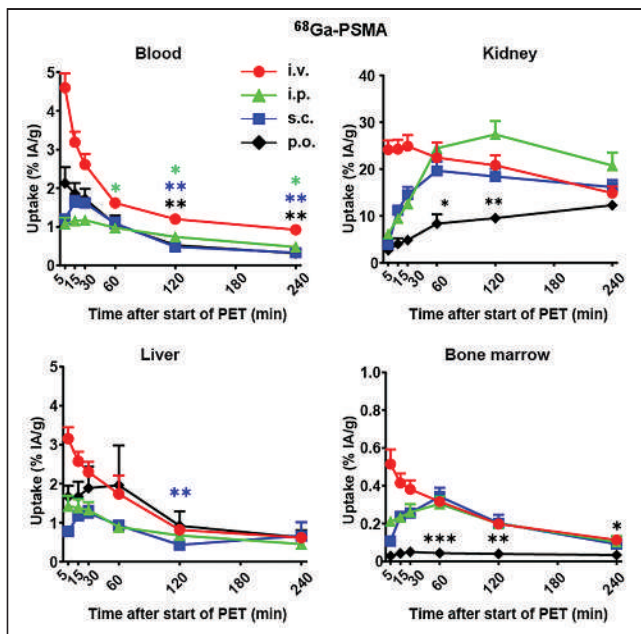 ⁶⁸Ga-PSMA
Blood
Uptake (% IA/g)
5
4
3
2
1
0
i.v.
i.p.
s.c.
p.o.
*
*
**
**
*
**
**
5 15 30 60 120 180 240
Time after start of PET (min)
Kidney
Uptake (% IA/g)
40
30
20
10
0
*
**
5 15 30 60 120 180 240
Time after start of PET (min)
Liver
Uptake (% IA/g)
5
4
3
2
1
0
**
5 15 30 60 120 180 240
Time after start of PET (min)
Bone marrow
Uptake (% IA/g)
1.0
0.8
0.6
0.4
0.2
0.0
***
**
*
5 15 30 60 120 180 240
Time after start of PET (min)